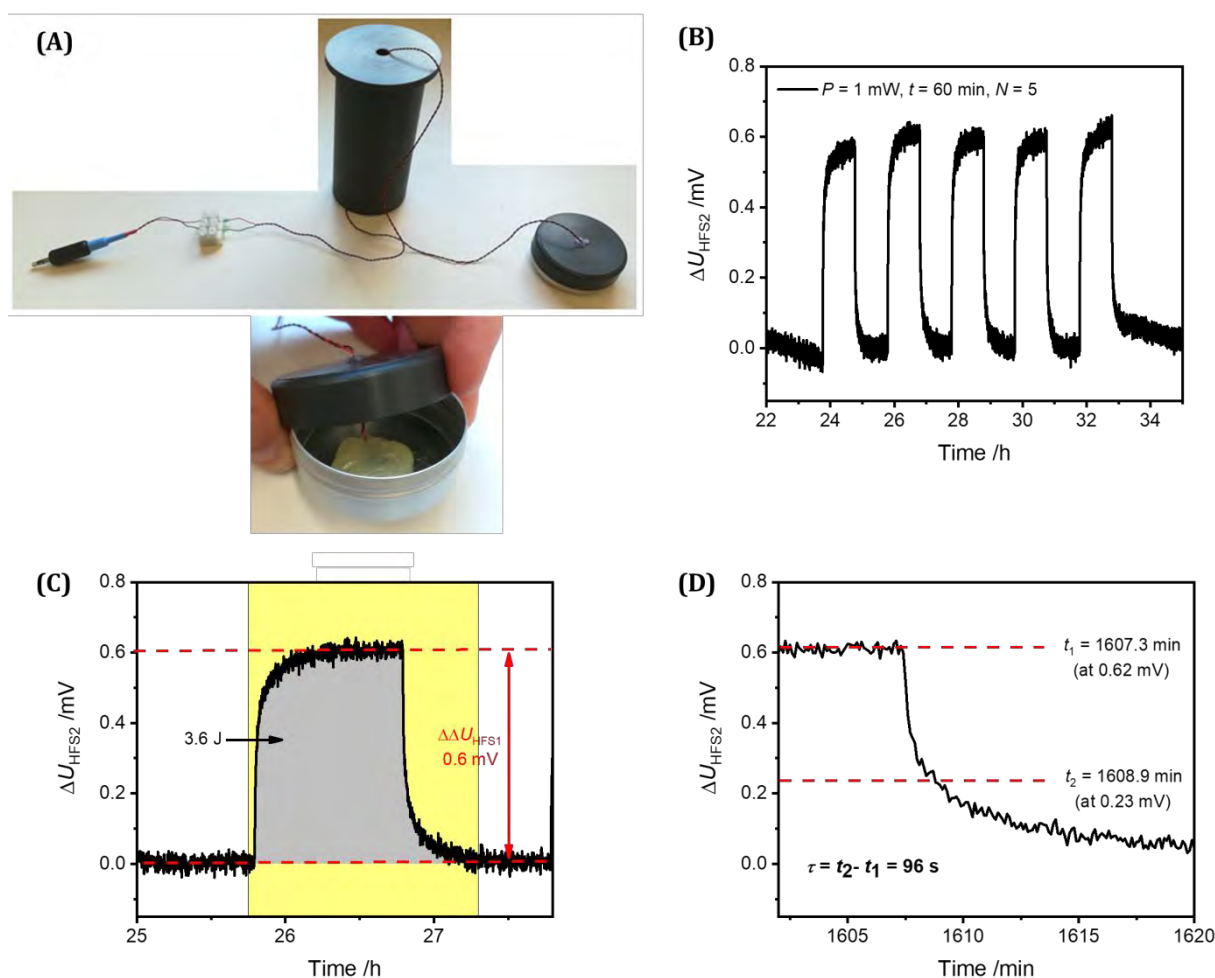 (A)
(B)
P = 1 mW, t = 60 min, N = 5
0.8
0.6
0.4
0.2
0.0
ΔU_HFS2 /mV
22 24 26 28 30 32 34
Time /h
(C)
0.8
0.6
0.4
0.2
0.0
ΔU_HFS2 /mV
3.6 J
ΔΔU_HFS1
0.6 mV
25 26 27
Time /h
(D)
0.8
0.6
0.4
0.2
0.0
ΔU_HFS2 /mV
t₁ = 1607.3 min
(at 0.62 mV)
t₂ = 1608.9 min
(at 0.23 mV)
τ = t₂- t₁ = 96 s
1605 1610 1615 1620
Time /min